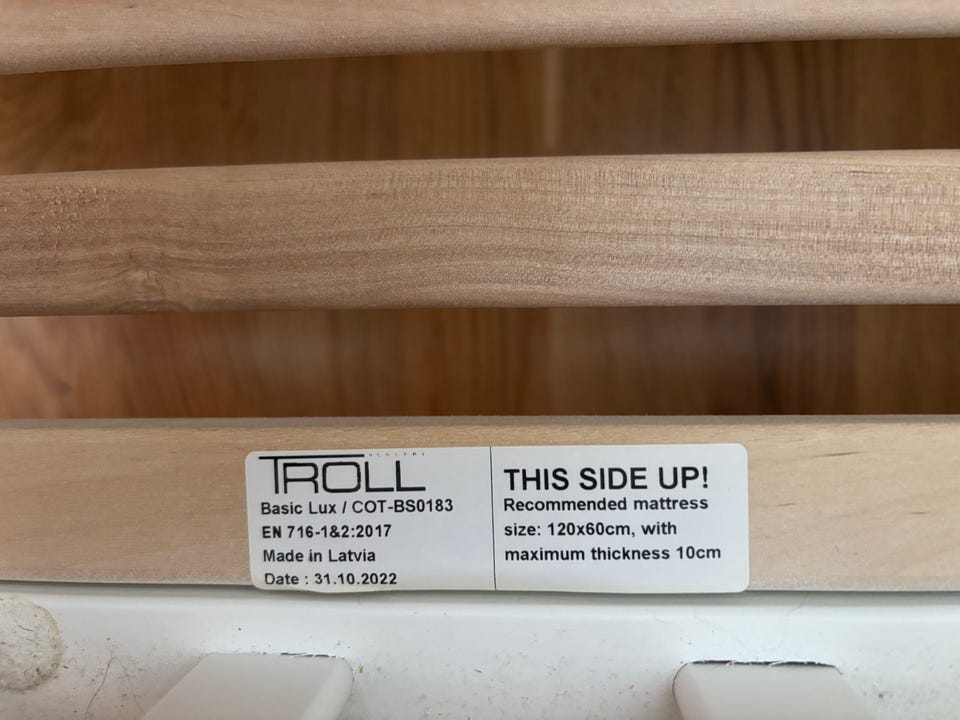 TROLL
Basic Lux / COT-BS0183
EN 716-1&2:2017
Made in Latvia
Date : 31.10.2022
THIS SIDE UP!
Recommended mattress
size: 120x60cm, with
maximum thickness 10cm